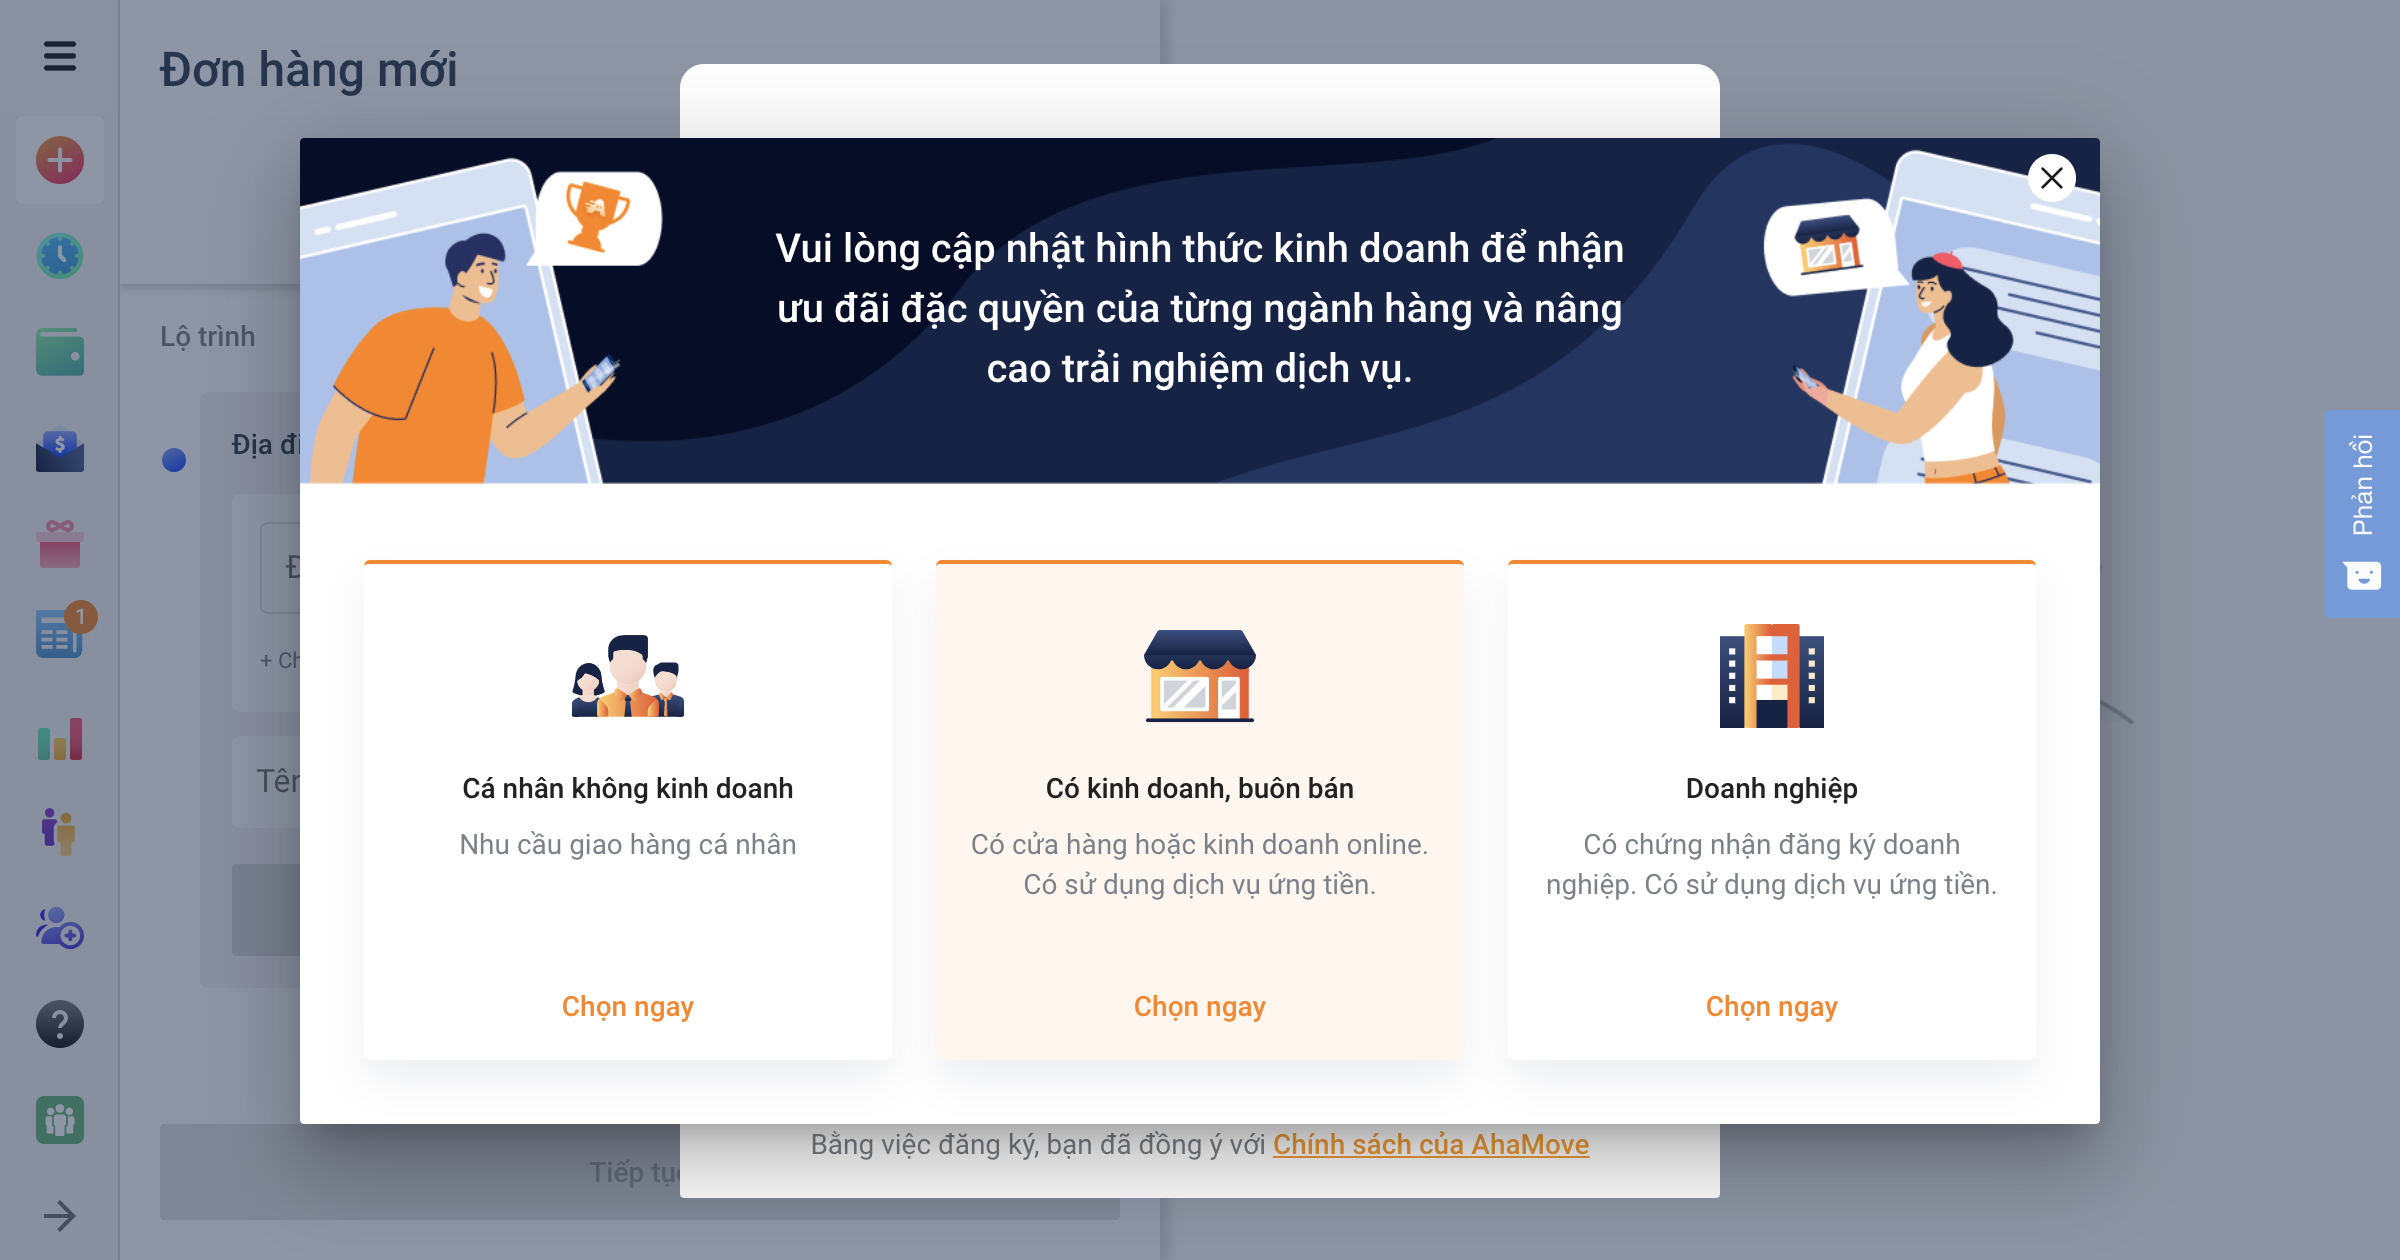 Đơn hàng mới
Vui lòng cập nhật hình thức kinh doanh để nhận
ưu đãi đặc quyền của từng ngành hàng và nâng
cao trải nghiệm dịch vụ.
Lộ trình
Địa
1
Cá nhân không kinh doanh
Nhu cầu giao hàng cá nhân
Chọn ngay
Có kinh doanh, buôn bán
Có cửa hàng hoặc kinh doanh online.
Có sử dụng dịch vụ ứng tiền.
Chọn ngay
Doanh nghiệp
Có chứng nhận đăng ký doanh
nghiệp. Có sử dụng dịch vụ ứng tiền.
Chọn ngay
Phản hồi
Bằng việc đăng ký, bạn đã đồng ý với Chính sách của AhaMove
Tiếp